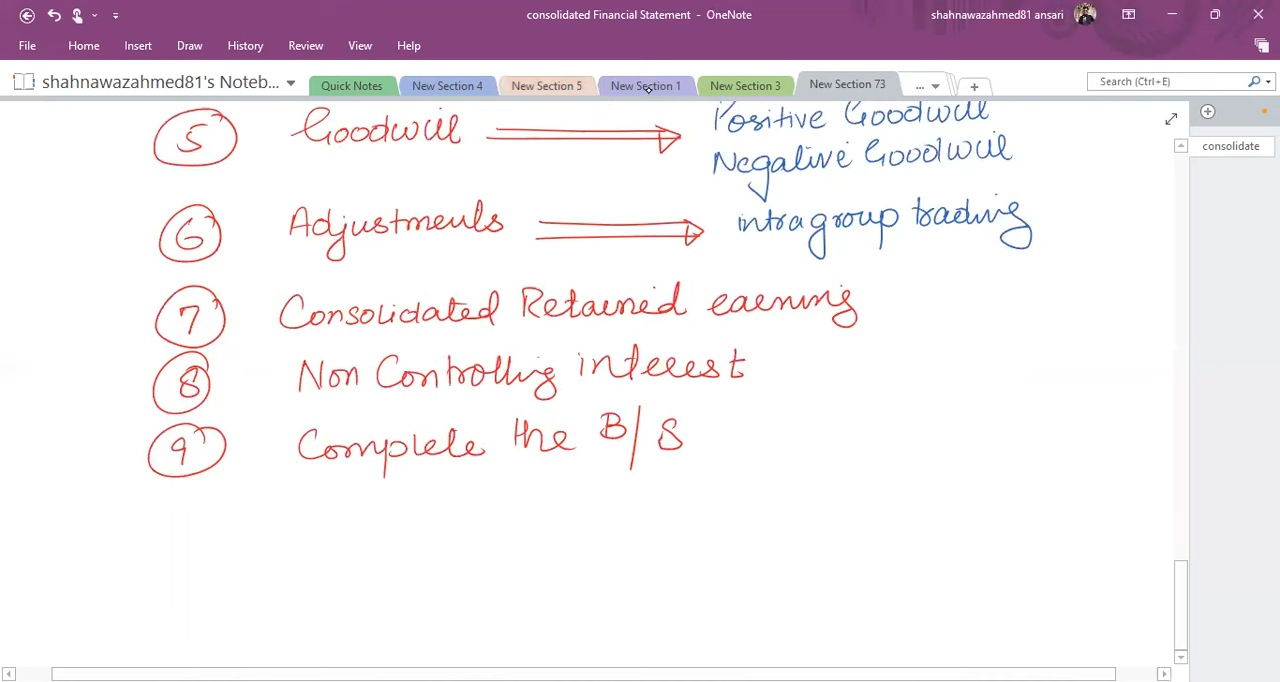 consolidated Financial Statement - OneNote
shahnawazahmed81 ansari
File Home Insert Draw History Review View Help
shahnawazahmed81's Noteb... Quick Notes New Section 4 New Section 5 New Section 1 New Section 3 New Section 73 ... + Search (Ctrl+E)
consolidate
5 Goodwill Positive Goodwill
Negative Goodwill
6 Adjustments intragroup trading
7 Consolidated Retained earning
8 Non Controlling interest
9 Complete the B/S